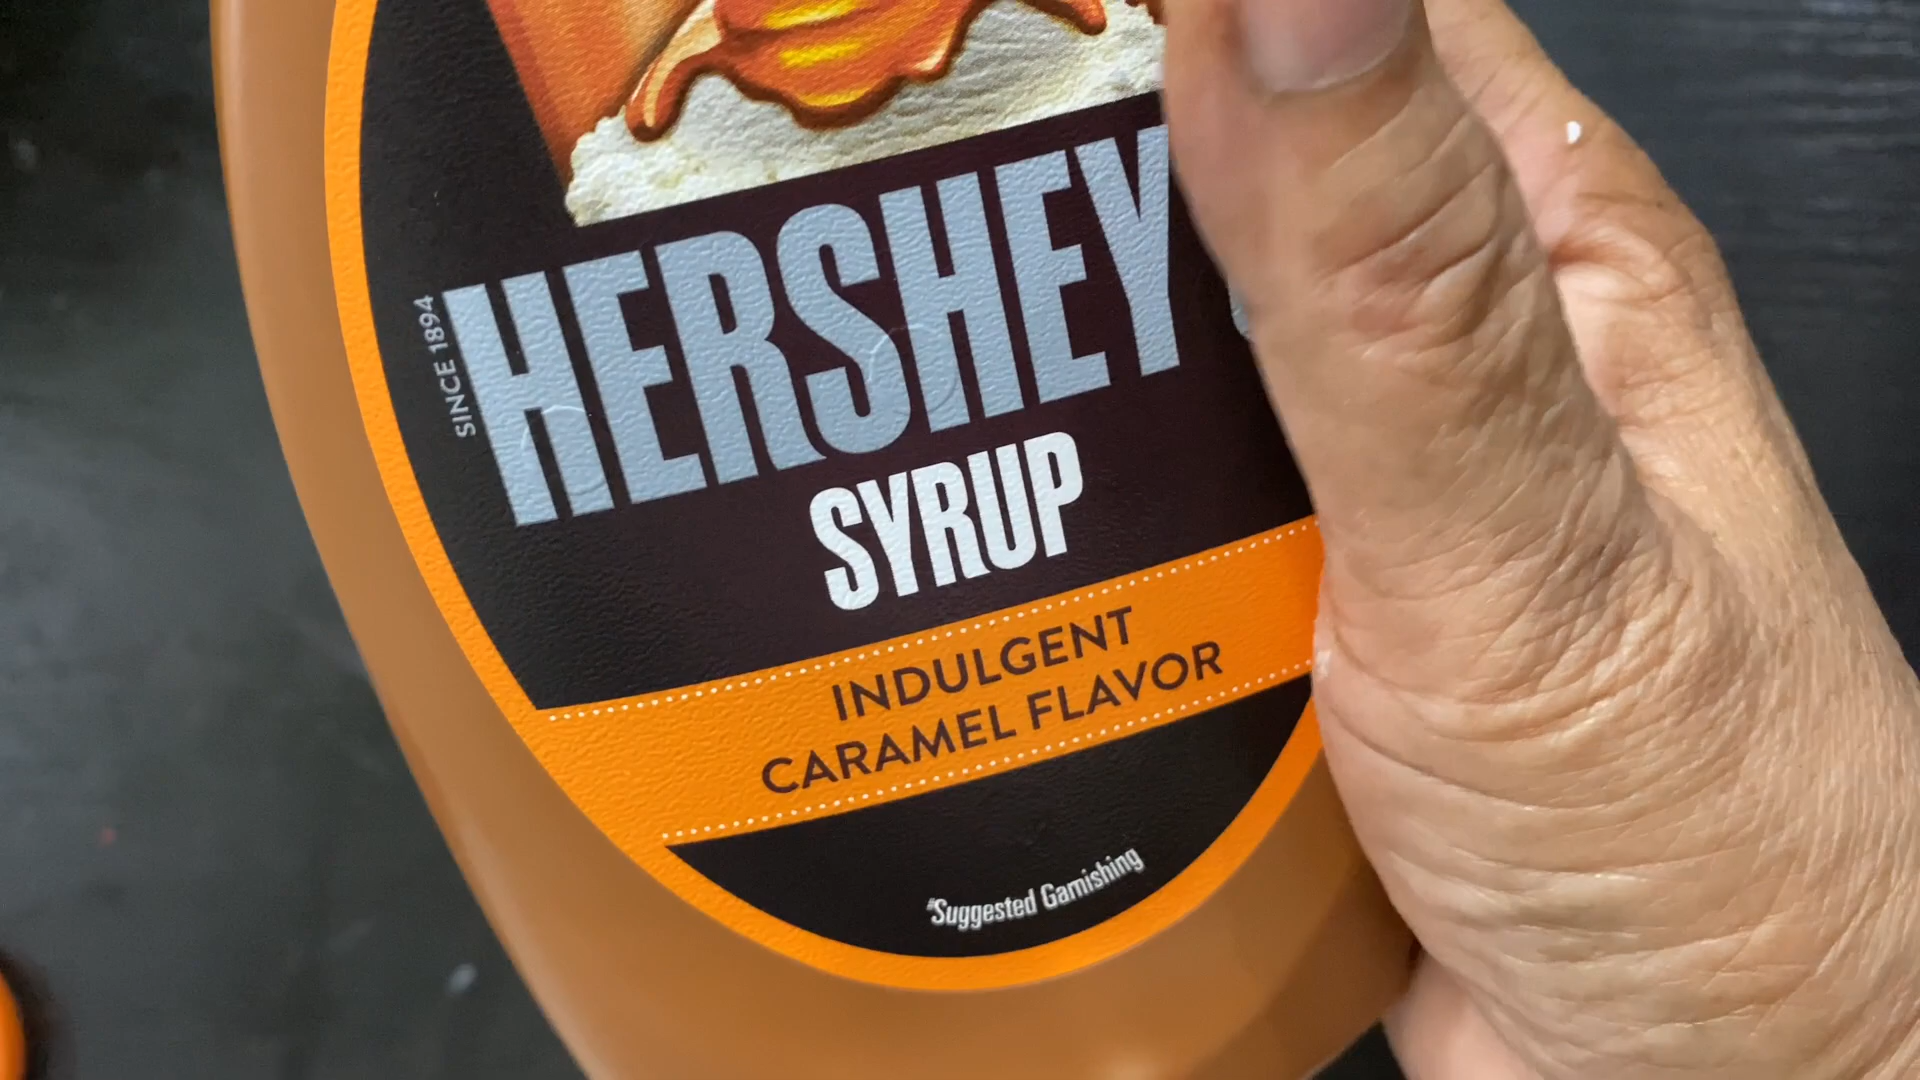 SINCE 1894
HERSHEY
SYRUP
INDULGENT
CARAMEL FLAVOR
#Suggested Garnishing